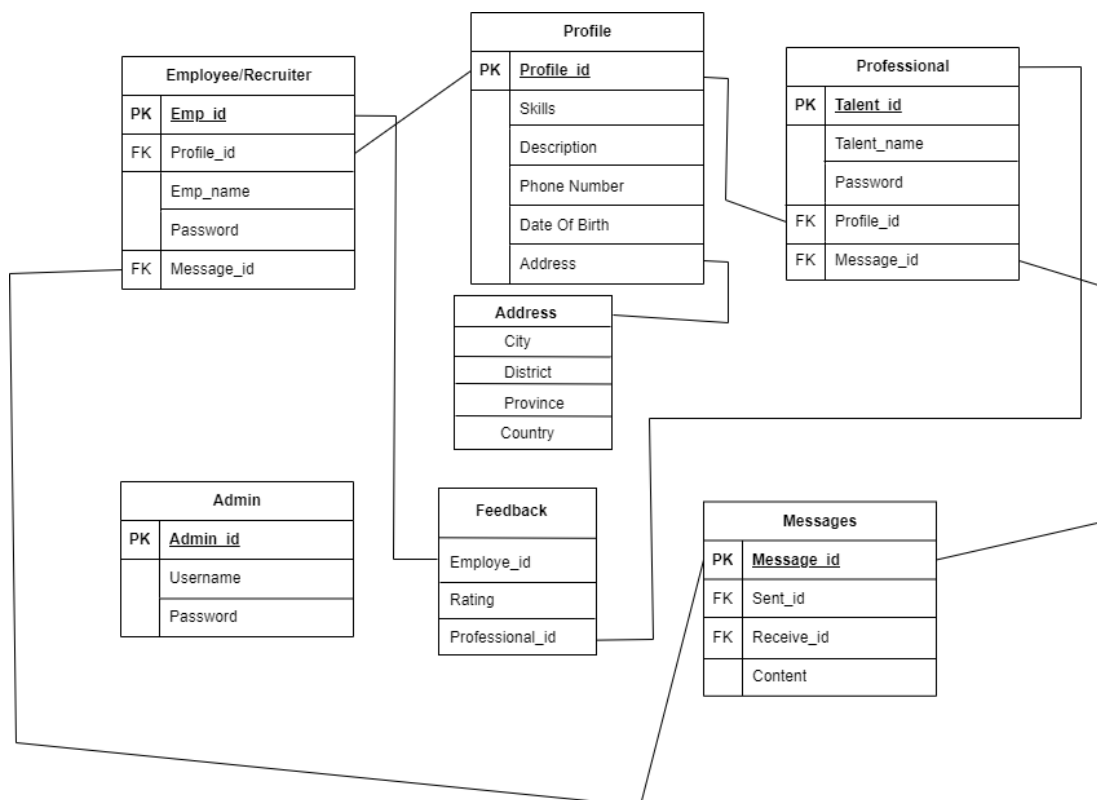 Employee/Recruiter
PK Emp_id
FK Profile_id
Emp_name
Password
FK Message_id
Profile
PK Profile_id
Skills
Description
Phone Number
Date Of Birth
Address
Professional
PK Talent_id
Talent_name
Password
FK Profile_id
FK Message_id
Address
City
District
Province
Country
Admin
PK Admin_id
Username
Password
Feedback
Employe_id
Rating
Professional_id
Messages
PK Message_id
FK Sent_id
FK Receive_id
Content